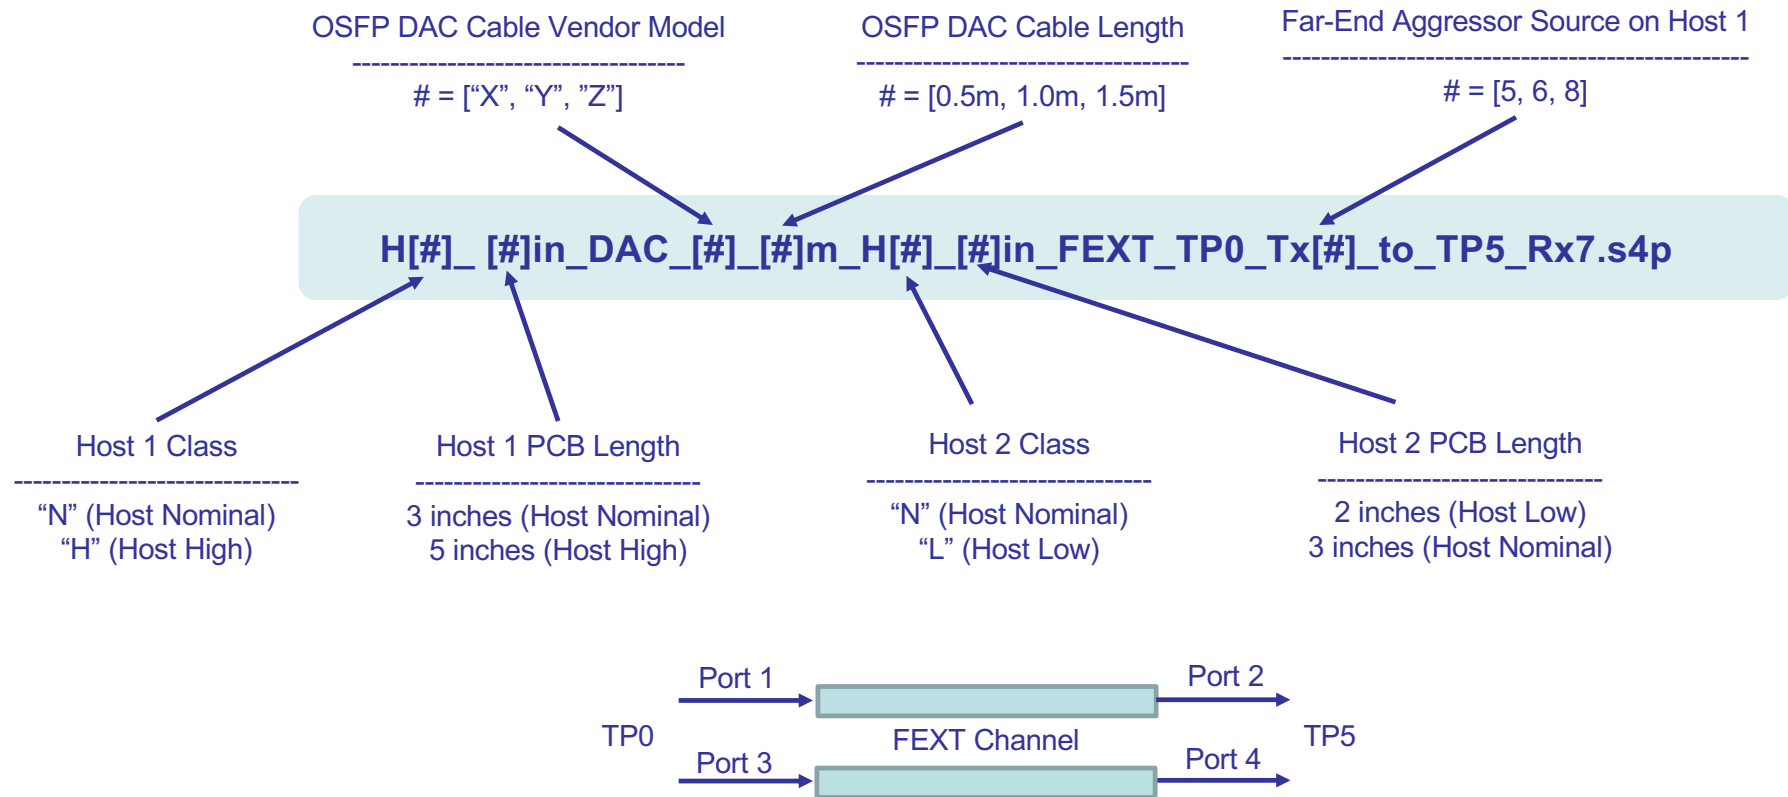 OSFP DAC Cable Vendor Model
-----------------------------------
# = [“X”, “Y”, ”Z”]
OSFP DAC Cable Length
-----------------------------------
# = [0.5m, 1.0m, 1.5m]
Far-End Aggressor Source on Host 1
-------------------------------------------------
# = [5, 6, 8]
H[#]_ [#]in_DAC_[#]_[#]m_H[#]_[#]in_FEXT_TP0_Tx[#]_to_TP5_Rx7.s4p
Host 1 Class
------------------------------
“N” (Host Nominal)
“H” (Host High)
Host 1 PCB Length
------------------------------
3 inches (Host Nominal)
5 inches (Host High)
Host 2 Class
------------------------------
“N” (Host Nominal)
“L” (Host Low)
Host 2 PCB Length
------------------------------
2 inches (Host Low)
3 inches (Host Nominal)
Port 1
Port 2
TP0
FEXT Channel
TP5
Port 3
Port 4